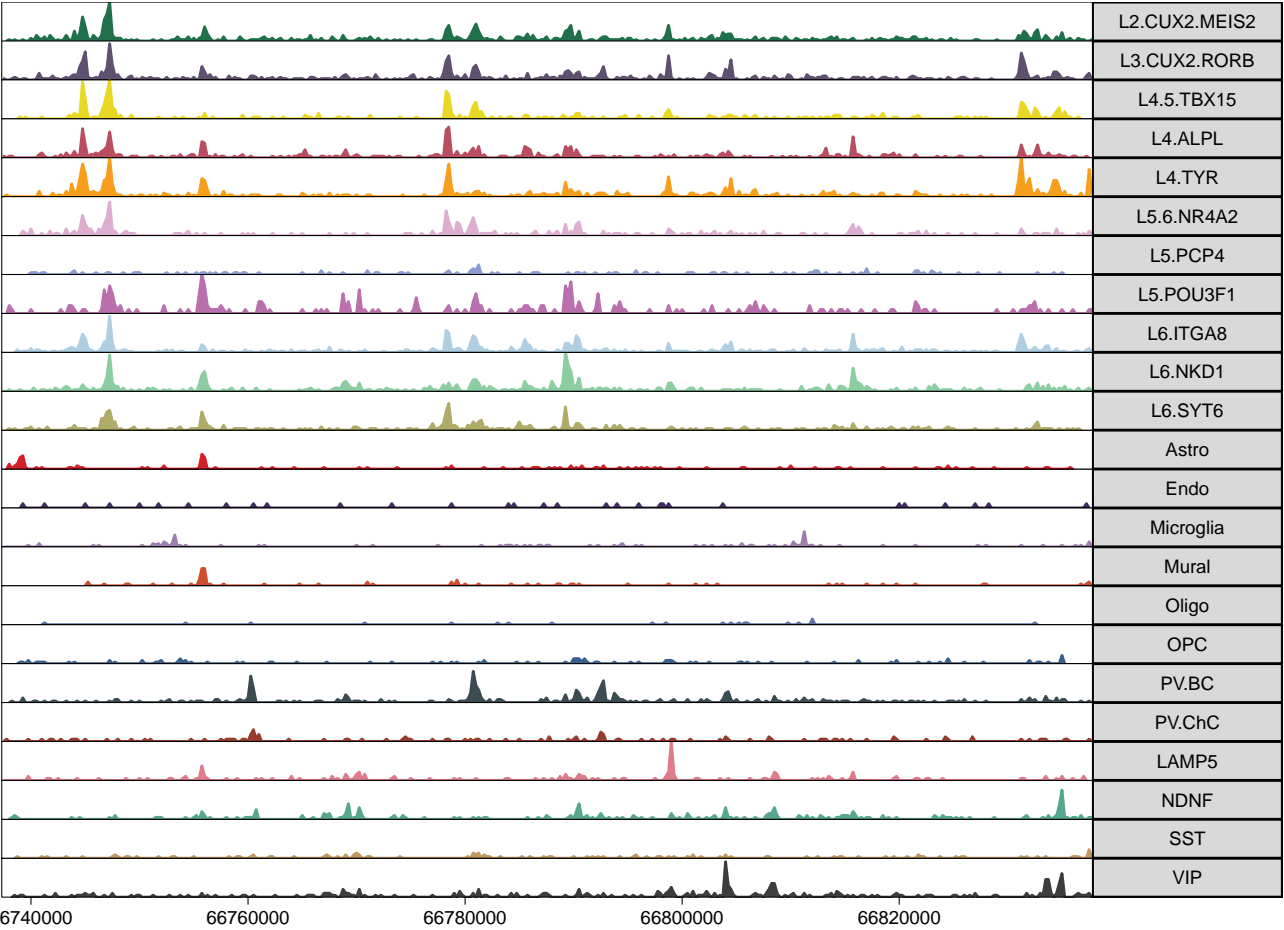 L2.CUX2.MEIS2
L3.CUX2.RORB
L4.5.TBX15
L4.ALPL
L4.TYR
L5.6.NR4A2
L5.PCP4
L5.POU3F1
L6.ITGA8
L6.NKD1
L6.SYT6
Astro
Endo
Microglia
Mural
Oligo
OPC
PV.BC
PV.ChC
LAMP5
NDNF
SST
VIP
6740000 66760000 66780000 66800000 66820000